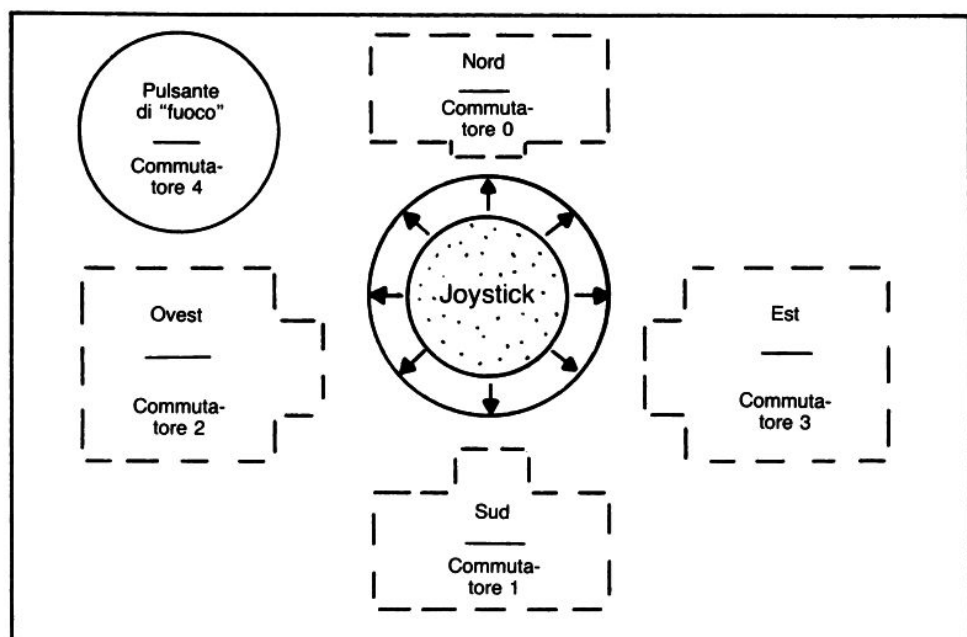 Pulsante
di "fuoco"
Commuta-
tore 4
Nord
Commuta-
tore 0
Joystick
Ovest
Commuta-
tore 2
Est
Commuta-
tore 3
Sud
Commuta-
tore 1